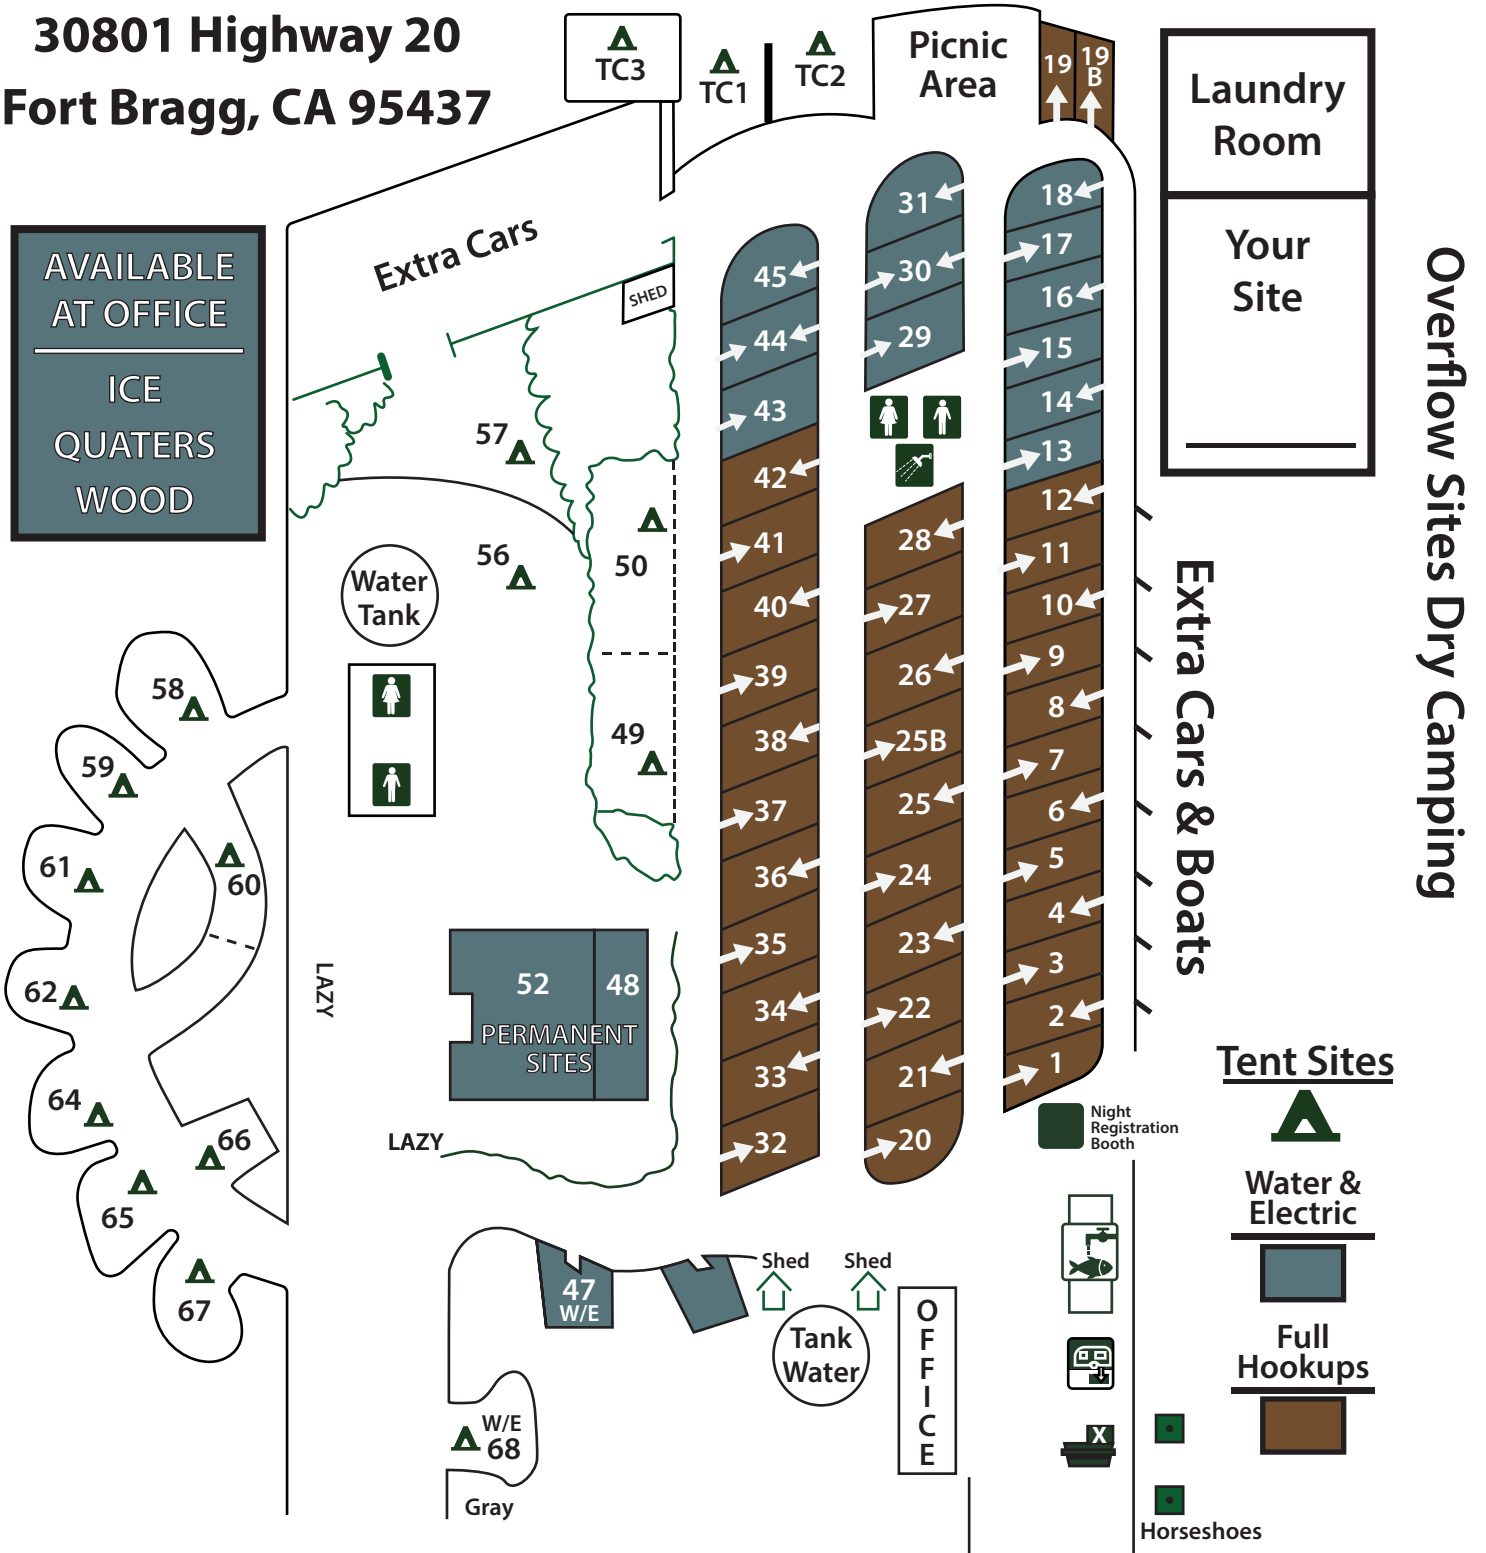 30801 Highway 20
Fort Bragg, CA 95437
TC3
TC1
TC2
Picnic
Area
19
19
B
Laundry
Room
Your
Site
Overflow Sites Dry Camping
AVAILABLE
AT OFFICE
ICE
QUATERS
WOOD
Extra Cars
SHED
45
44
43
42
41
40
39
38
37
36
35
34
33
32
31
30
29
28
27
26
25B
25
24
23
22
21
20
18
17
16
15
14
13
12
11
10
9
8
7
6
5
4
3
2
1
Extra Cars & Boats
57
56
50
49
Water
Tank
58
59
61
60
62
64
66
65
67
LAZY
52
48
PERMANENT
SITES
LAZY
Night
Registration
Booth
Tent Sites
Water &
Electric
Full
Hookups
47
W/E
Shed
Shed
Tank
Water
OFFICE
W/E
68
Gray
X
Horseshoes